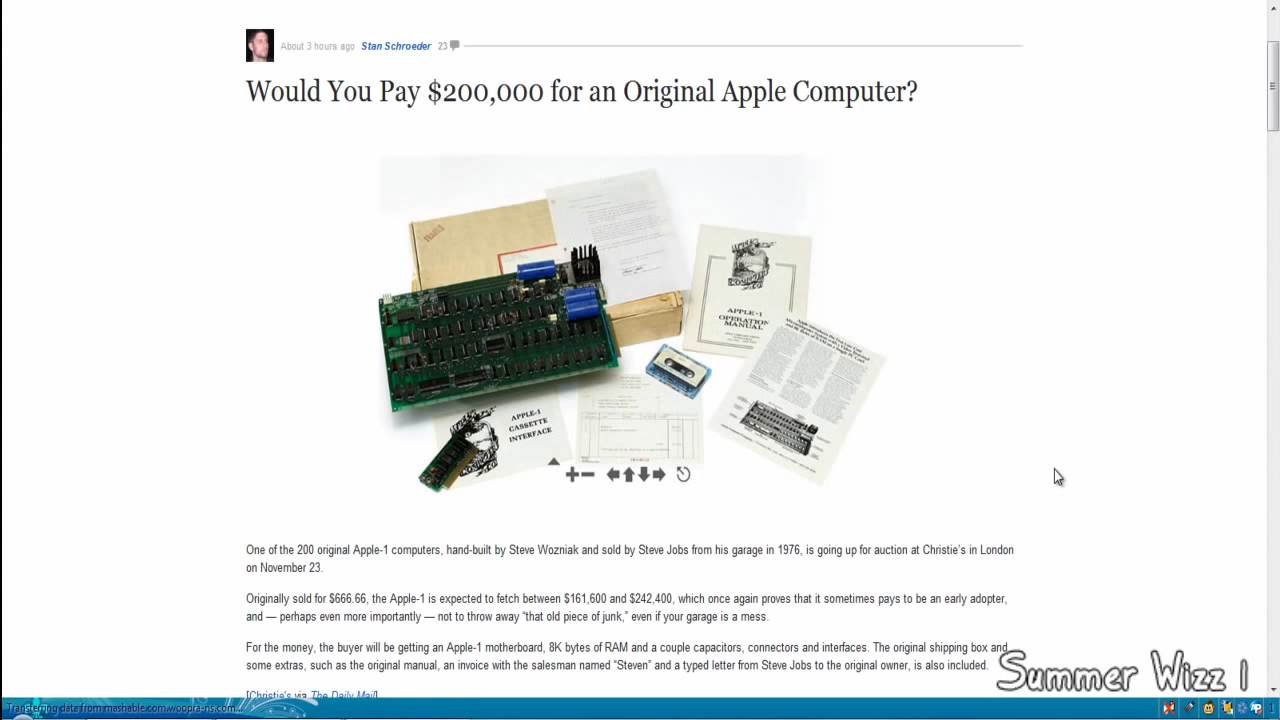 About 3 hours ago Stan Schroeder 23
Would You Pay $200,000 for an Original Apple Computer?
APPLE-1
OPERATION
MANUAL
APPLE-1
CASSETTE
INTERFACE
One of the 200 original Apple-1 computers, hand-built by Steve Wozniak and sold by Steve Jobs from his garage in 1976, is going up for auction at Christie's in London
on November 23.
Originally sold for $666.66, the Apple-1 is expected to fetch between $161,600 and $242,400, which once again proves that it sometimes pays to be an early adopter,
and — perhaps even more importantly — not to throw away “that old piece of junk,” even if your garage is a mess.
For the money, the buyer will be getting an Apple-1 motherboard, 8K bytes of RAM and a couple capacitors, connectors and interfaces. The original shipping box and
some extras, such as the original manual, an invoice with the salesman named “Steven” and a typed letter from Steve Jobs to the original owner, is also included.
[Christie's via The Daily Mail]
Summer Wizz 1
Transferring data from mashable.com.woopra-ns.com...